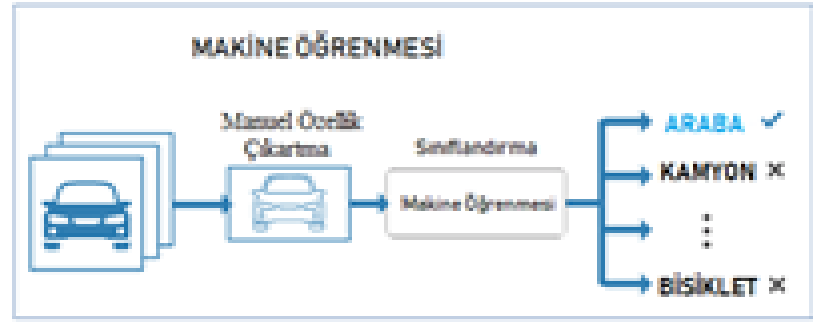 MAKİNE ÖĞRENMESİ
Manuel Özellik
Çıkartma
Sınıflandırma
Makine Öğrenmesi
ARABA ✓
KAMYON ✕
⋮
BİSİKLET ✕